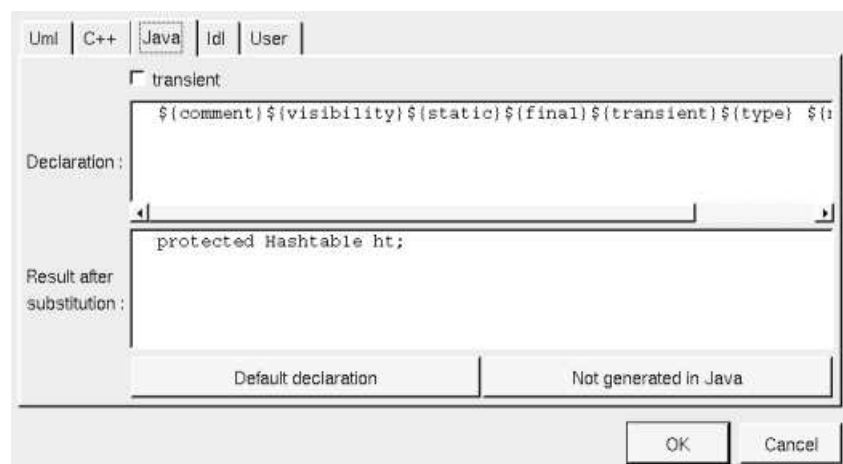 Uml C++ Java Idl User
transient
${comment}${visibility}${static}${final}${transient}${type} ${
Declaration :
protected Hashtable ht;
Result after
substitution :
Default declaration Not generated in Java
OK Cancel